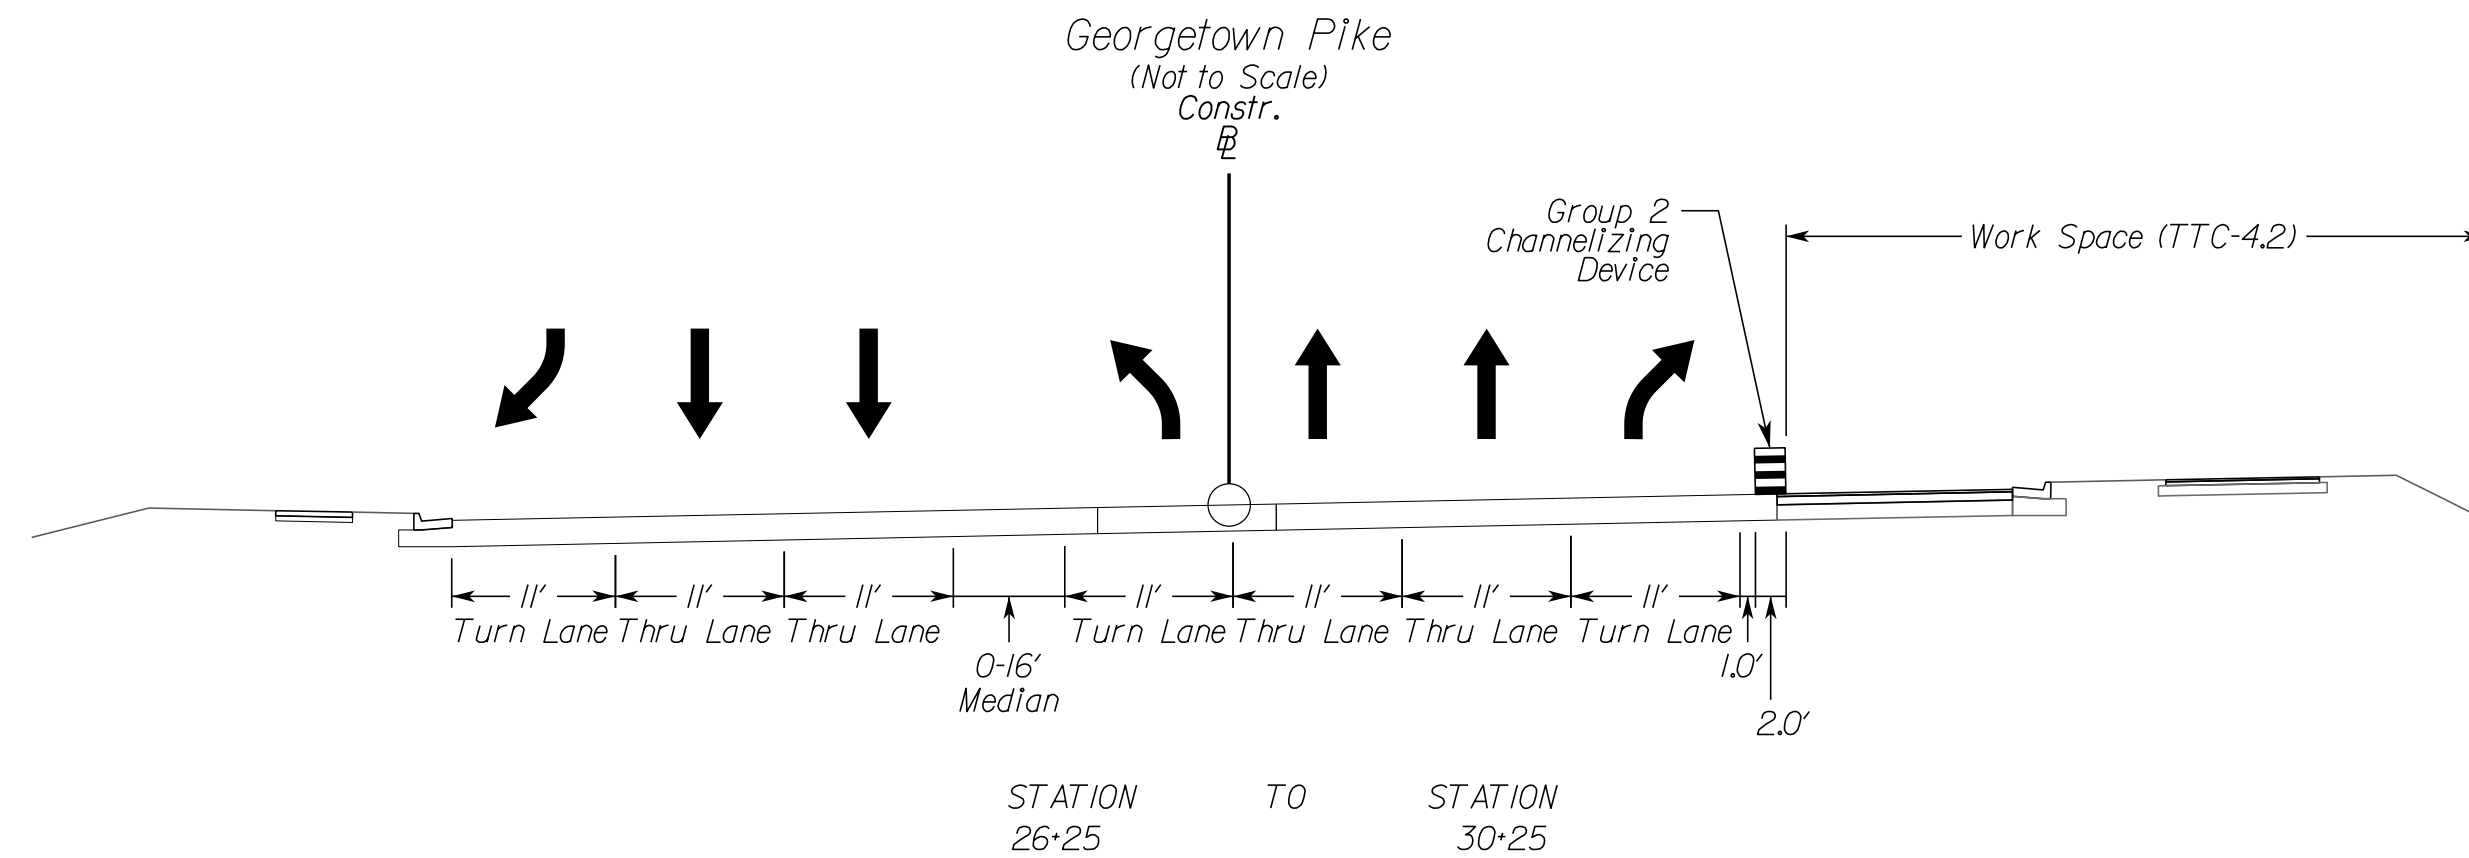 Georgetown Pike
(Not to Scale)
Constr.
BL
Group 2
Channelizing
Device
Work Space (TTC-4.2)
11' 11' 11' 11' 11' 11' 11'
Turn Lane Thru Lane Thru Lane Turn Lane Thru Lane Thru Lane Turn Lane
0-16' 1.0'
Median
2.0'
STATION TO STATION
26+25 30+25